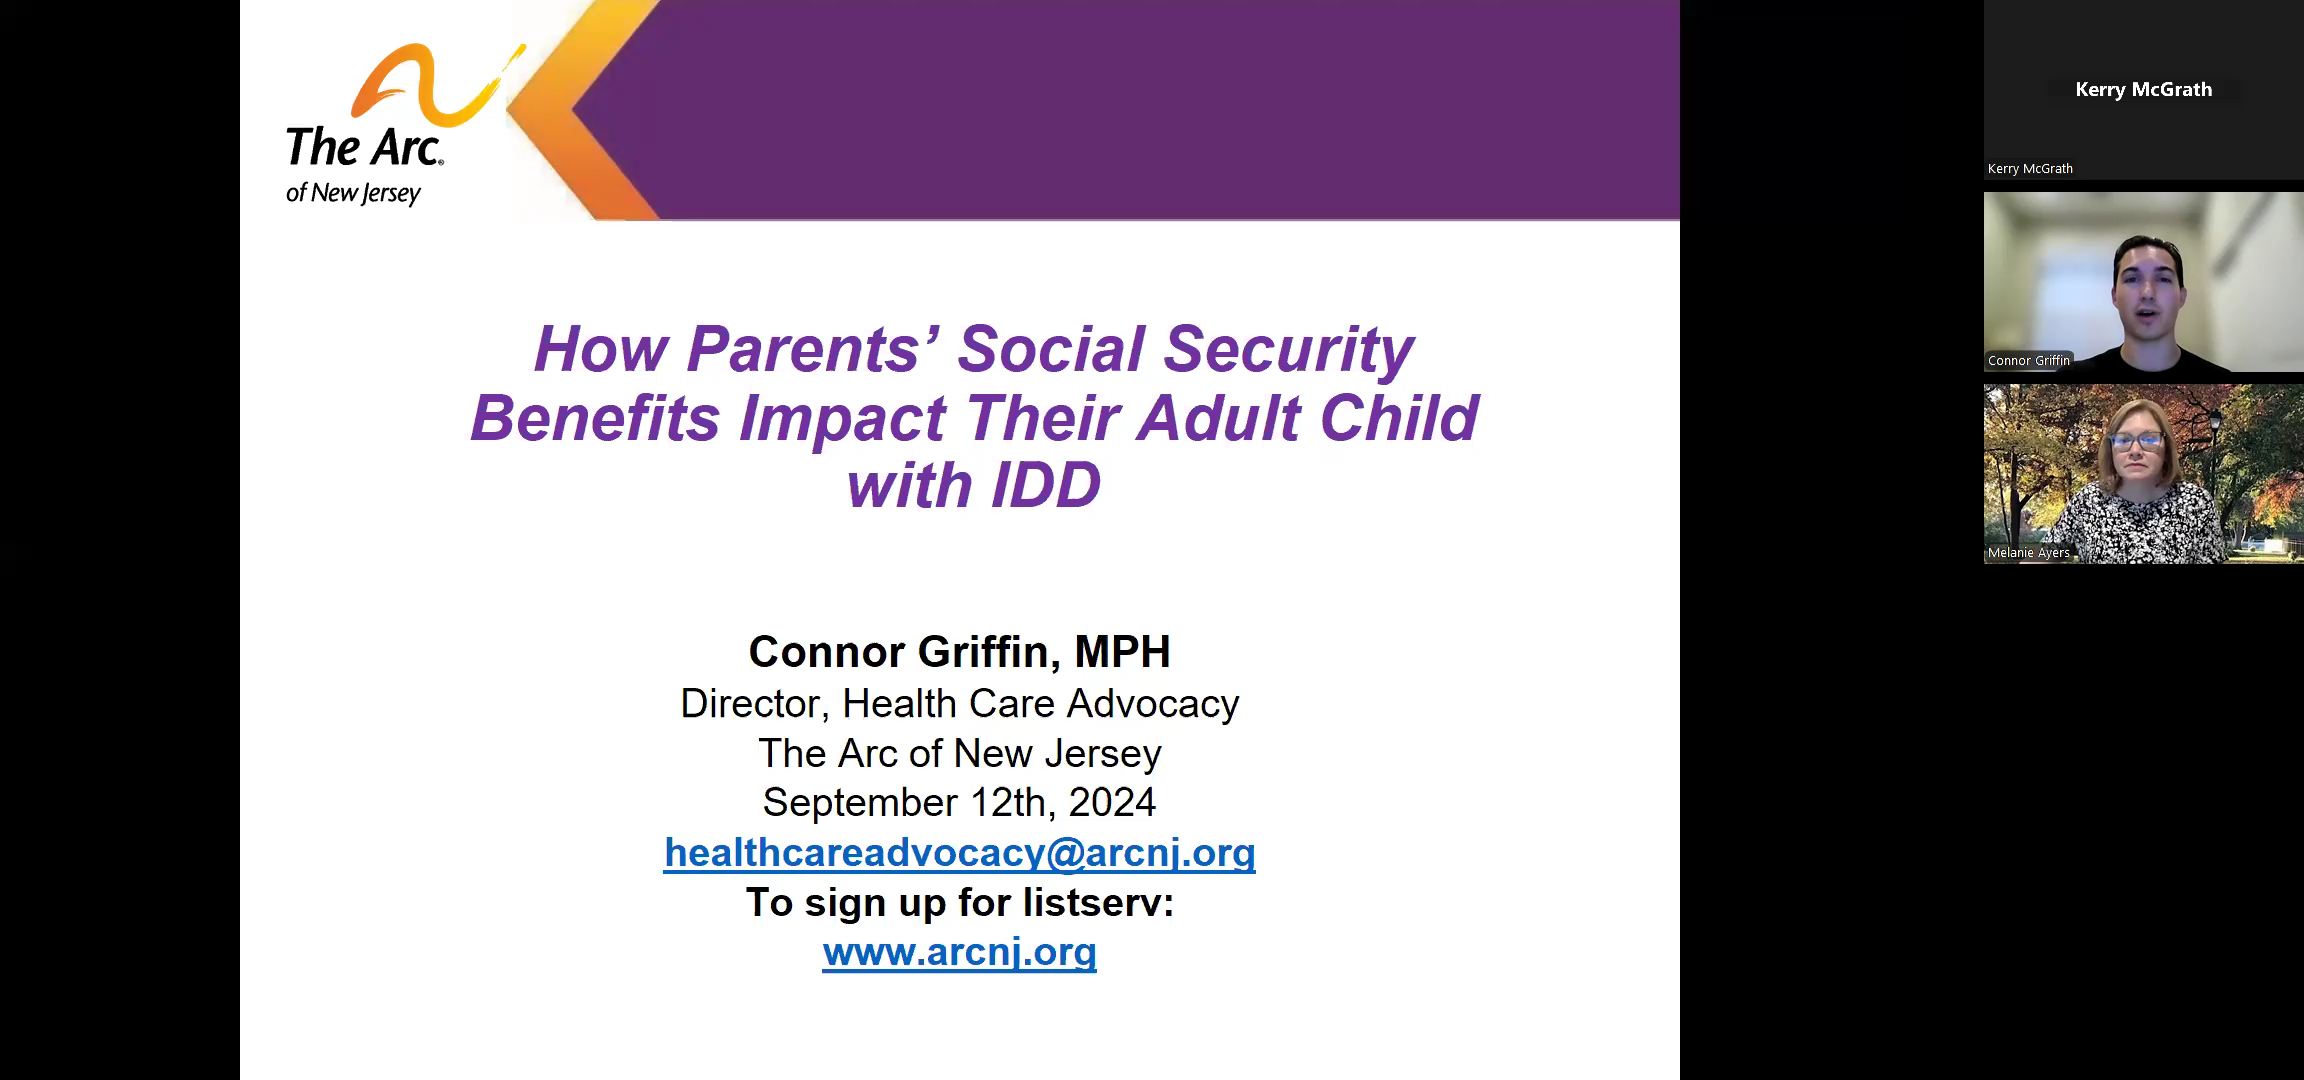 The Arc®
of New Jersey
How Parents’ Social Security
Benefits Impact Their Adult Child
with IDD
Connor Griffin, MPH
Director, Health Care Advocacy
The Arc of New Jersey
September 12th, 2024
healthcareadvocacy@arcnj.org
To sign up for listserv:
www.arcnj.org
Kerry McGrath
Kerry McGrath
Connor Griffin
Melanie Ayers